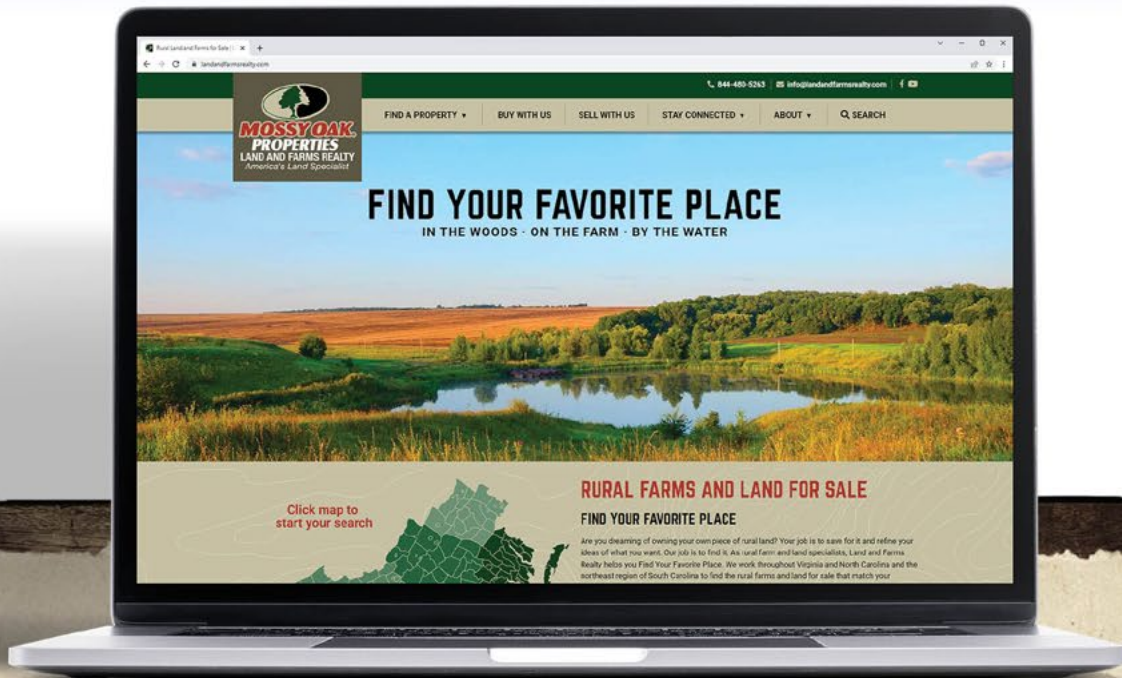 Rural Land and Farms for Sale |
landandfarmsrealty.com
844-480-5263
info@landandfarmsrealty.com
MOSSY OAK.
PROPERTIES
LAND AND FARMS REALTY
America's Land Specialist
FIND A PROPERTY
BUY WITH US
SELL WITH US
STAY CONNECTED
ABOUT
SEARCH
FIND YOUR FAVORITE PLACE
IN THE WOODS · ON THE FARM · BY THE WATER
Click map to
start your search
RURAL FARMS AND LAND FOR SALE
FIND YOUR FAVORITE PLACE
Are you dreaming of owning your own piece of rural land? Your job is to save for it and refine your
ideas of what you want. Our job is to find it. As rural farm and land specialists, Land and Farms
Realty helps you Find Your Favorite Place. We work throughout Virginia and North Carolina and the
northeast region of South Carolina to find the rural farms and land for sale that match your